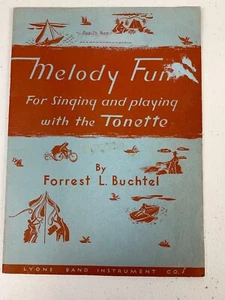 Melody Fun
For Singing and playing
with the Tonette
By
Forrest L. Buchtel
LYONS BAND INSTRUMENT CO.